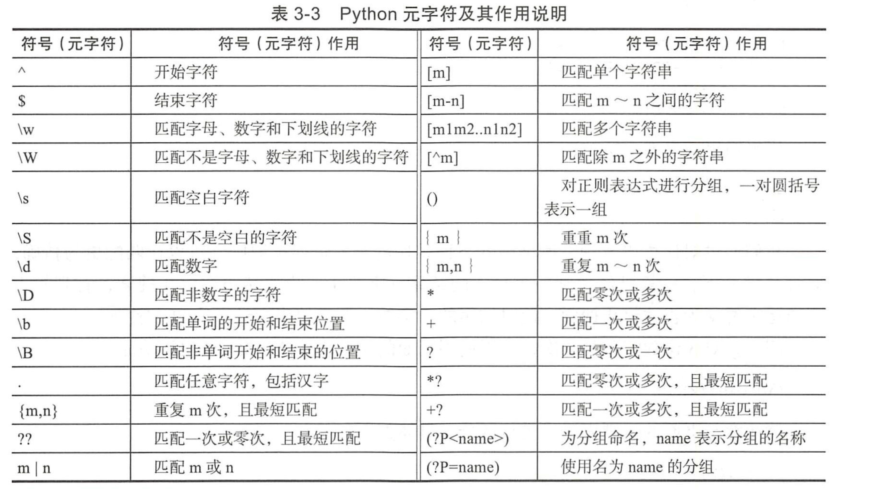 表 3-3 Python 元字符及其作用说明
符号（元字符） 符号（元字符）作用 符号（元字符） 符号（元字符）作用
^ 开始字符 [m] 匹配单个字符串
$ 结束字符 [m-n] 匹配 m ～ n 之间的字符
\w 匹配字母、数字和下划线的字符 [m1m2..n1n2] 匹配多个字符串
\W 匹配不是字母、数字和下划线的字符 [^m] 匹配除 m 之外的字符串
\s 匹配空白字符 () 对正则表达式进行分组，一对圆括号
表示一组
\S 匹配不是空白的字符 { m } 重重 m 次
\d 匹配数字 { m,n } 重复 m ～ n 次
\D 匹配非数字的字符 * 匹配零次或多次
\b 匹配单词的开始和结束位置 + 匹配一次或多次
\B 匹配非单词开始和结束的位置 ? 匹配零次或一次
. 匹配任意字符，包括汉字 *? 匹配零次或多次，且最短匹配
{m,n} 重复 m 次，且最短匹配 +? 匹配一次或多次，且最短匹配
?? 匹配一次或零次，且最短匹配 (?P<name>) 为分组命名，name 表示分组的名称
m | n 匹配 m 或 n (?P=name) 使用名为 name 的分组